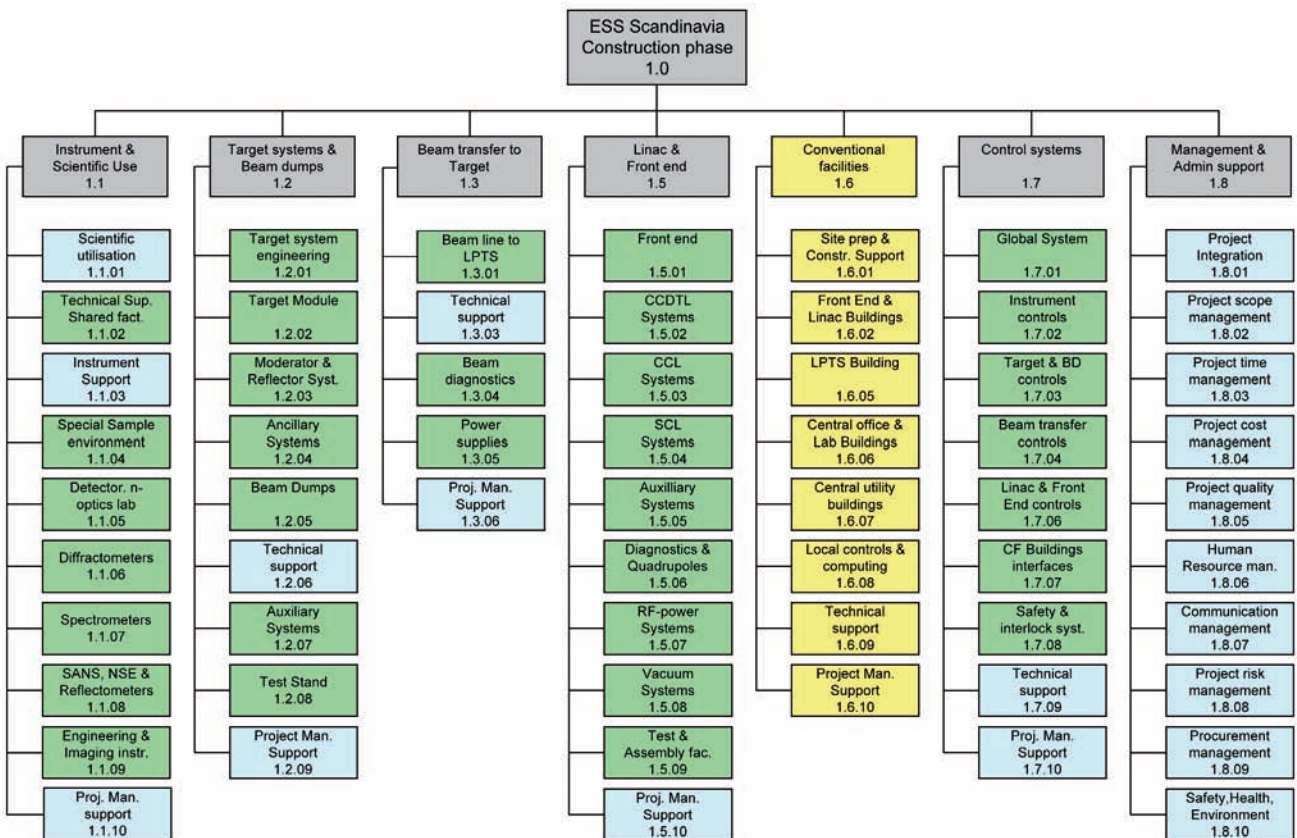 ESS Scandinavia
Construction phase
1.0
Instrument &
Scientific Use
1.1
Scientific
utilisation
1.1.01
Technical Sup.
Shared fact.
1.1.02
Instrument
Support
1.1.03
Special Sample
environment
1.1.04
Detector. n-
optics lab
1.1.05
Diffractometers
1.1.06
Spectrometers
1.1.07
SANS, NSE &
Reflectometers
1.1.08
Engineering &
Imaging instr.
1.1.09
Proj. Man.
support
1.1.10
Target systems &
Beam dumps
1.2
Target system
engineering
1.2.01
Target Module
1.2.02
Moderator &
Reflector Syst.
1.2.03
Ancillary
Systems
1.2.04
Beam Dumps
1.2.05
Technical
support
1.2.06
Auxiliary
Systems
1.2.07
Test Stand
1.2.08
Project Man.
Support
1.2.09
Beam transfer to
Target
1.3
Beam line to
LPTS
1.3.01
Technical
support
1.3.03
Beam
diagnostics
1.3.04
Power
supplies
1.3.05
Proj. Man.
Support
1.3.06
Linac &
Front end
1.5
Front end
1.5.01
CCDTL
Systems
1.5.02
CCL
Systems
1.5.03
SCL
Systems
1.5.04
Auxilliary
Systems
1.5.05
Diagnostics &
Quadrupoles
1.5.06
RF-power
Systems
1.5.07
Vacuum
Systems
1.5.08
Test &
Assembly fac.
1.5.09
Proj. Man.
Support
1.5.10
Conventional
facilities
1.6
Site prep &
Constr. Support
1.6.01
Front End &
Linac Buildings
1.6.02
LPTS Building
1.6.05
Central office &
Lab Buildings
1.6.06
Central utility
buildings
1.6.07
Local controls &
computing
1.6.08
Technical
support
1.6.09
Project Man.
Support
1.6.10
Control systems
1.7
Global System
1.7.01
Instrument
controls
1.7.02
Target & BD
controls
1.7.03
Beam transfer
controls
1.7.04
Linac & Front
End controls
1.7.06
CF Buildings
interfaces
1.7.07
Safety &
interlock syst.
1.7.08
Technical
support
1.7.09
Proj. Man.
Support
1.7.10
Management &
Admin support
1.8
Project
Integration
1.8.01
Project scope
management
1.8.02
Project time
management
1.8.03
Project cost
management
1.8.04
Project quality
management
1.8.05
Human
Resource man.
1.8.06
Communication
management
1.8.07
Project risk
management
1.8.08
Procurement
management
1.8.09
Safety,Health,
Environment
1.8.10